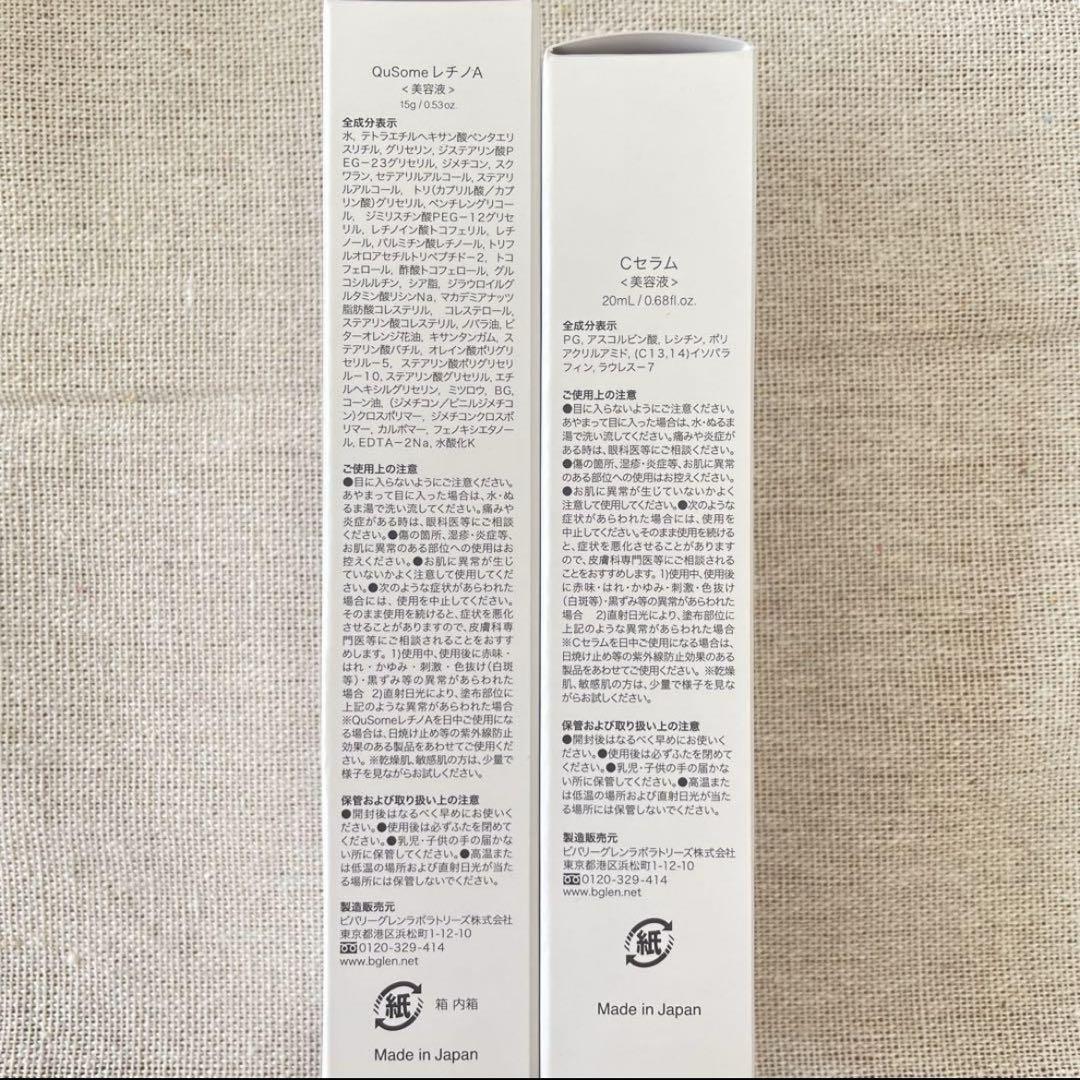 QuSomeレチノA
<美容液>
15g / 0.53oz.
全成分表示
水, テトラエチルヘキサン酸ペンタエリ
スリチル, グリセリン, ジステアリン酸P
EG−23グリセリル, ジメチコン, スク
ワラン, セテアリルアルコール, ステアリ
ルアルコール, トリ(カプリル酸／カプ
リン酸)グリセリル, ペンチレングリコー
ル, ジミリスチン酸PEG−12グリセ
リル, レチノイン酸トコフェリル, レチ
ノール, パルミチン酸レチノール, トリフ
ルオロアセチルトリペプチド−2, トコ
フェロール, 酢酸トコフェロール, グル
コシルルチン, シア脂, ジラウロイルグ
ルタミン酸リシンNa, マカデミアナッツ
脂肪酸コレステリル, コレステロール,
ステアリン酸コレステリル, ノバラ油, ビ
ターオレンジ花油, キサンタンガム, ス
テアリン酸バチル, オレイン酸ポリグリ
セリル−5, ステアリン酸ポリグリセリ
ル−10, ステアリン酸グリセリル, エチ
ルヘキシルグリセリン, ミツロウ, BG,
コーン油, (ジメチコン／ビニルジメチコ
ン)クロスポリマー, ジメチコンクロスポ
リマー, カルボマー, フェノキシエタノー
ル, EDTA−2Na, 水酸化K
ご使用上の注意
●目に入らないようにご注意ください。
あやまって目に入った場合は、水・ぬ
るま湯で洗い流してください。痛みや
炎症がある時は、眼科医等にご相談
ください。●傷の箇所、湿疹・炎症等、
お肌に異常のある部位への使用はお
控えください。●お肌に異常が生じ
ていないかよく注意して使用してくだ
さい。●次のような症状があらわれた
場合には、使用を中止してください。
そのまま使用を続けると、症状を悪化
させることがありますので、皮膚科専
門医等にご相談されることをおすす
めします。1)使用中、使用後に赤味・
はれ・かゆみ・刺激・色抜け(白斑
等)・黒ずみ等の異常があらわれた
場合 2)直射日光により、塗布部位に
上記のような異常があらわれた場合
※QuSomeレチノAを日中ご使用にな
る場合は、日焼け止め等の紫外線防止
効果のある製品をあわせてご使用くだ
さい。※乾燥肌、敏感肌の方は、少量で
様子を見ながらお試しください。
保管および取り扱い上の注意
●開封後はなるべく早めにお使いく
ださい。●使用後は必ずふたを閉めて
ください。●乳児・子供の手の届かな
い所に保管してください。●高温また
は低温の場所および直射日光が当た
る場所には保管しないでください。
製造販売元
ビバリーグレンラボラトリーズ株式会社
東京都港区浜松町1-12-10
0120-329-414
www.bglen.net
紙 箱 内箱
Made in Japan
Cセラム
<美容液>
20mL / 0.68fl.oz.
全成分表示
PG, アスコルビン酸, レシチン, ポリ
アクリルアミド, (C13,14)イソパラ
フィン, ラウレス−7
ご使用上の注意
●目に入らないようにご注意ください。
あやまって目に入った場合は、水・ぬるま
湯で洗い流してください。痛みや炎症が
ある時は、眼科医等にご相談ください。
●傷の箇所、湿疹・炎症等、お肌に異常
のある部位への使用はお控えください。
●お肌に異常が生じていないかよく
注意して使用してください。●次のような
症状があらわれた場合には、使用を
中止してください。そのまま使用を続ける
と、症状を悪化させることがあります
ので、皮膚科専門医等にご相談される
ことをおすすめします。1)使用中、使用後
に赤味・はれ・かゆみ・刺激・色抜け
(白斑等)・黒ずみ等の異常があらわれた
場合 2)直射日光により、塗布部位に
上記のような異常があらわれた場合
※Cセラムを日中ご使用になる場合は、
日焼け止め等の紫外線防止効果のある
製品をあわせてご使用ください。※乾燥
肌、敏感肌の方は、少量で様子を見な
がらお試しください。
保管および取り扱い上の注意
●開封後はなるべく早めにお使いく
ださい。●使用後は必ずふたを閉めて
ください。●乳児・子供の手の届かな
い所に保管してください。●高温また
は低温の場所および直射日光が当た
る場所には保管しないでください。
製造販売元
ビバリーグレンラボラトリーズ株式会社
東京都港区浜松町1-12-10
0120-329-414
www.bglen.net
紙
Made in Japan